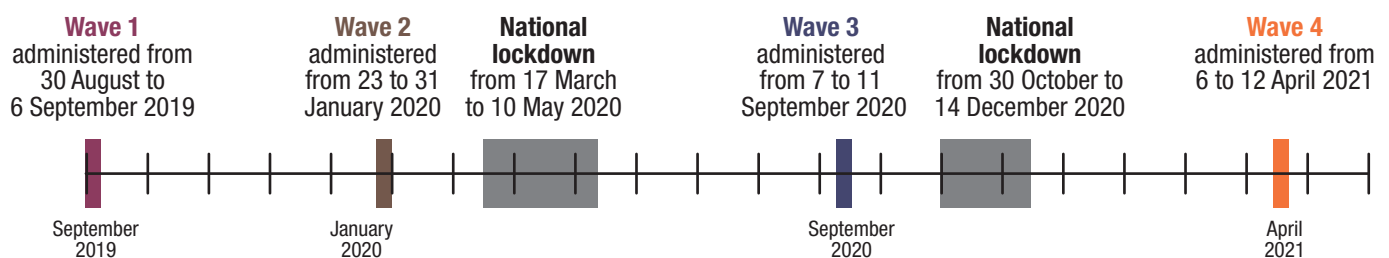 Wave 1
administered from
30 August to
6 September 2019
Wave 2
administered
from 23 to 31
January 2020
National
lockdown
from 17 March
to 10 May 2020
Wave 3
administered
from 7 to 11
September 2020
National
lockdown
from 30 October to
14 December 2020
Wave 4
administered from
6 to 12 April 2021
September
2019
January
2020
September
2020
April
2021